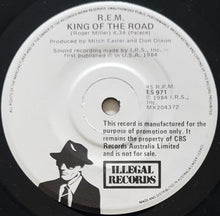 R.E.M.
KING OF THE ROAD
(Roger Miller) 4.34 (Palace)
Produced by Mitch Easter and Don Dixon
Sound recording made by I.R.S., Inc. —
first published in U.S.A. 1984
45 R.P.M.
ES 971
℗ 1984 I.R.S.,
Inc.
MX204372
This record is manufactured for the
purpose of promotion only. It
remains the property of CBS
Records Australia Limited
and is not for sale.
ILLEGAL
RECORDS